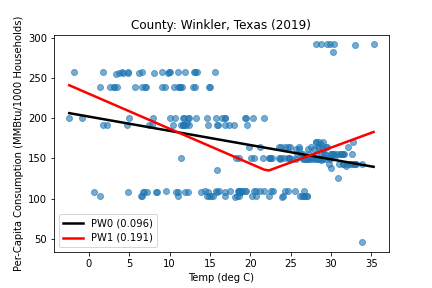 County: Winkler, Texas (2019)
Per-Capita Consumption (MMBtu/1000 Households)
300
250
200
150
100
50
PW0 (0.096)
PW1 (0.191)
0 5 10 15 20 25 30 35
Temp (deg C)